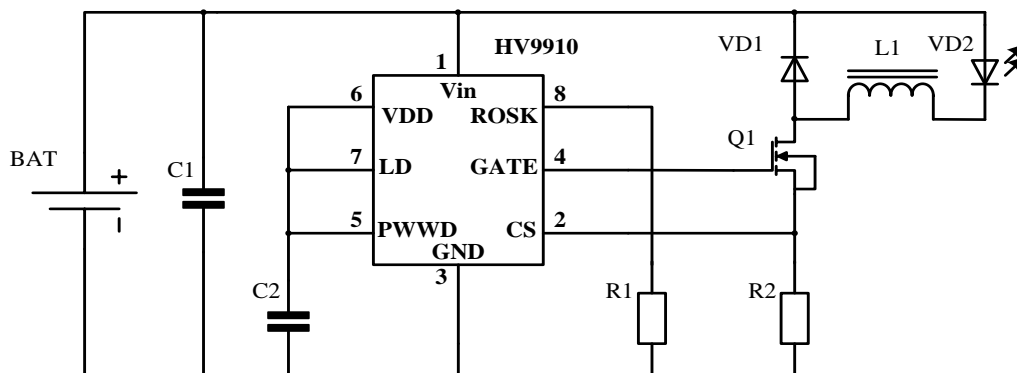 HV9910
VD1
L1
VD2
1
Vin
6
VDD
ROSK
8
Q1
BAT
+
C1
7
LD
GATE
4
5
PWWD
CS
2
GND
3
C2
R1
R2